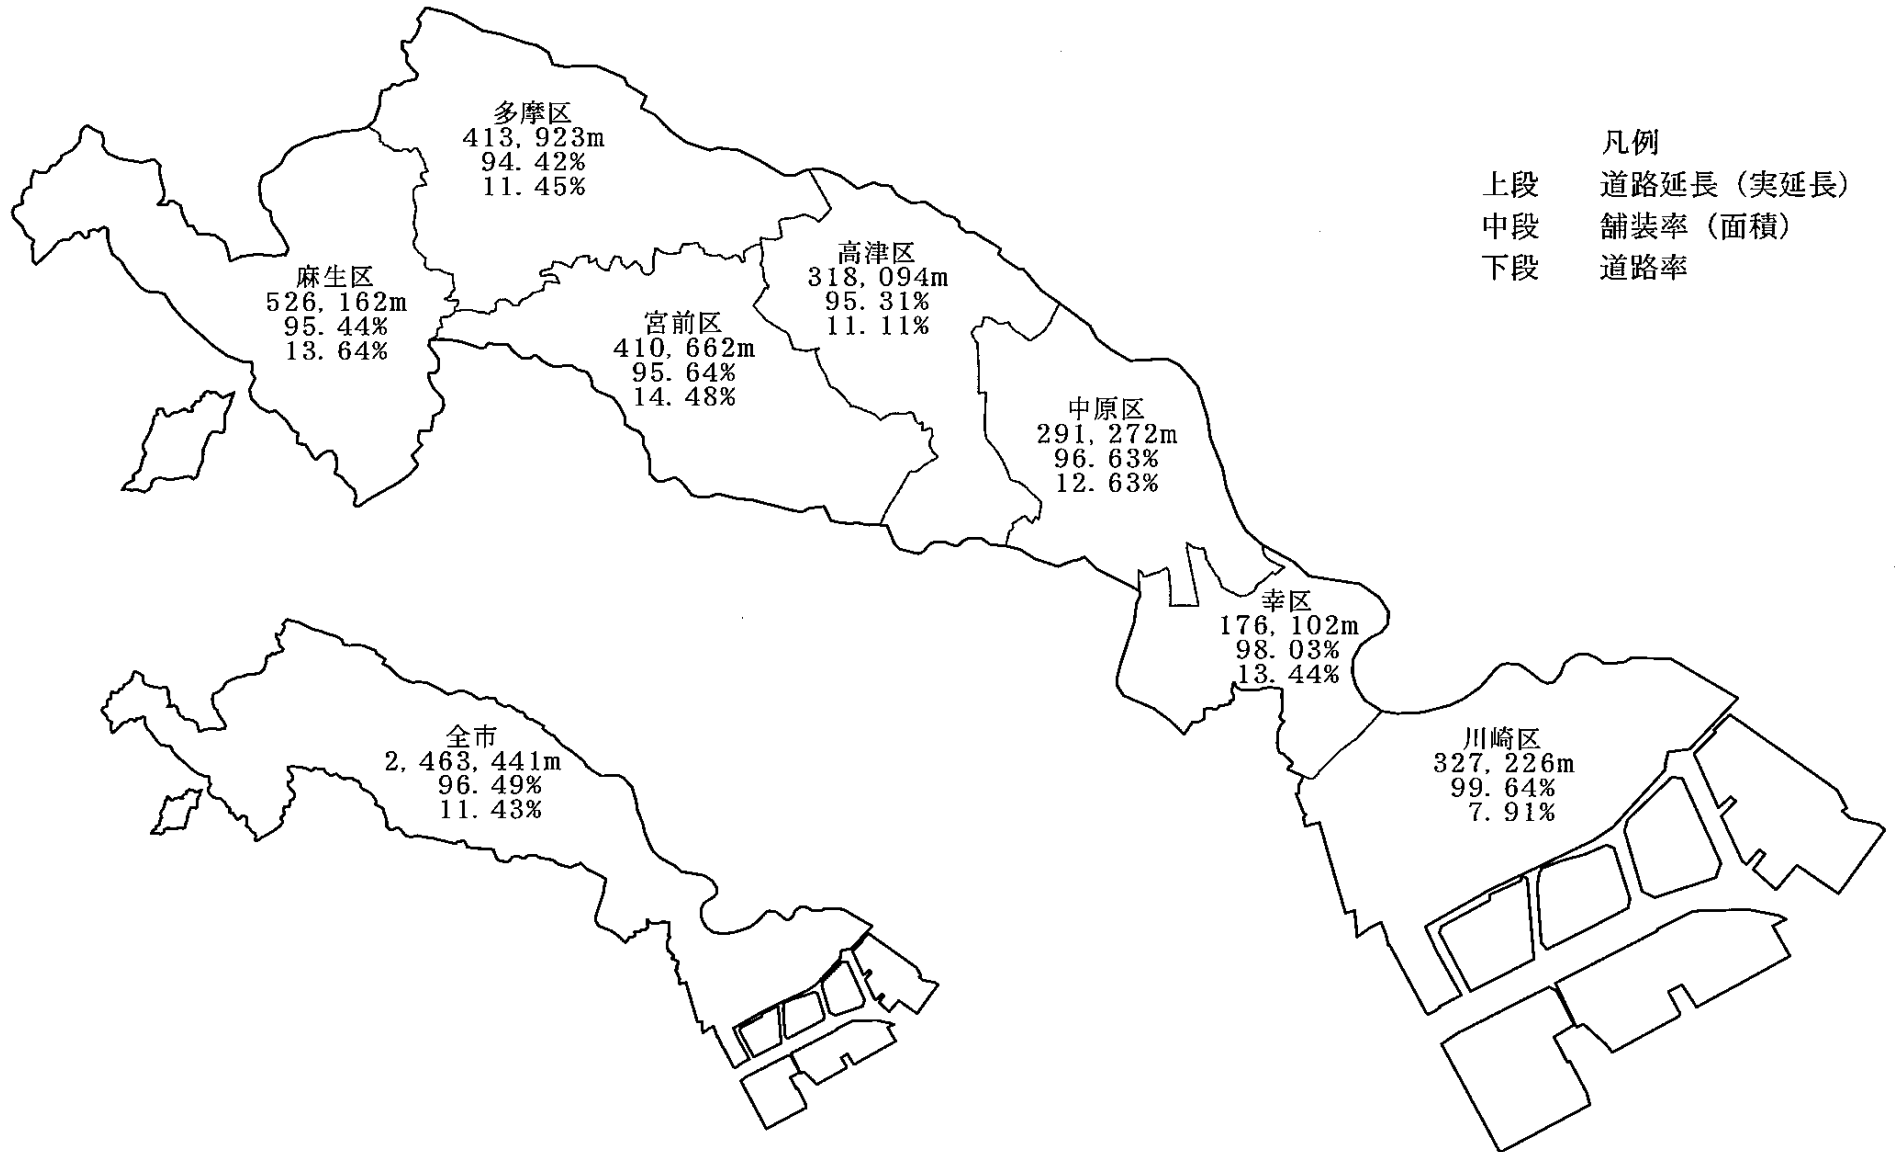 多摩区
413, 923m
94. 42%
11. 45%
凡例
上段 道路延長（実延長）
中段 舗装率（面積）
下段 道路率
高津区
318, 094m
95. 31%
11. 11%
麻生区
526, 162m
95. 44%
13. 64%
宮前区
410, 662m
95. 64%
14. 48%
中原区
291, 272m
96. 63%
12. 63%
幸区
176, 102m
98. 03%
13. 44%
全市
2, 463, 441m
96. 49%
11. 43%
川崎区
327, 226m
99. 64%
7. 91%